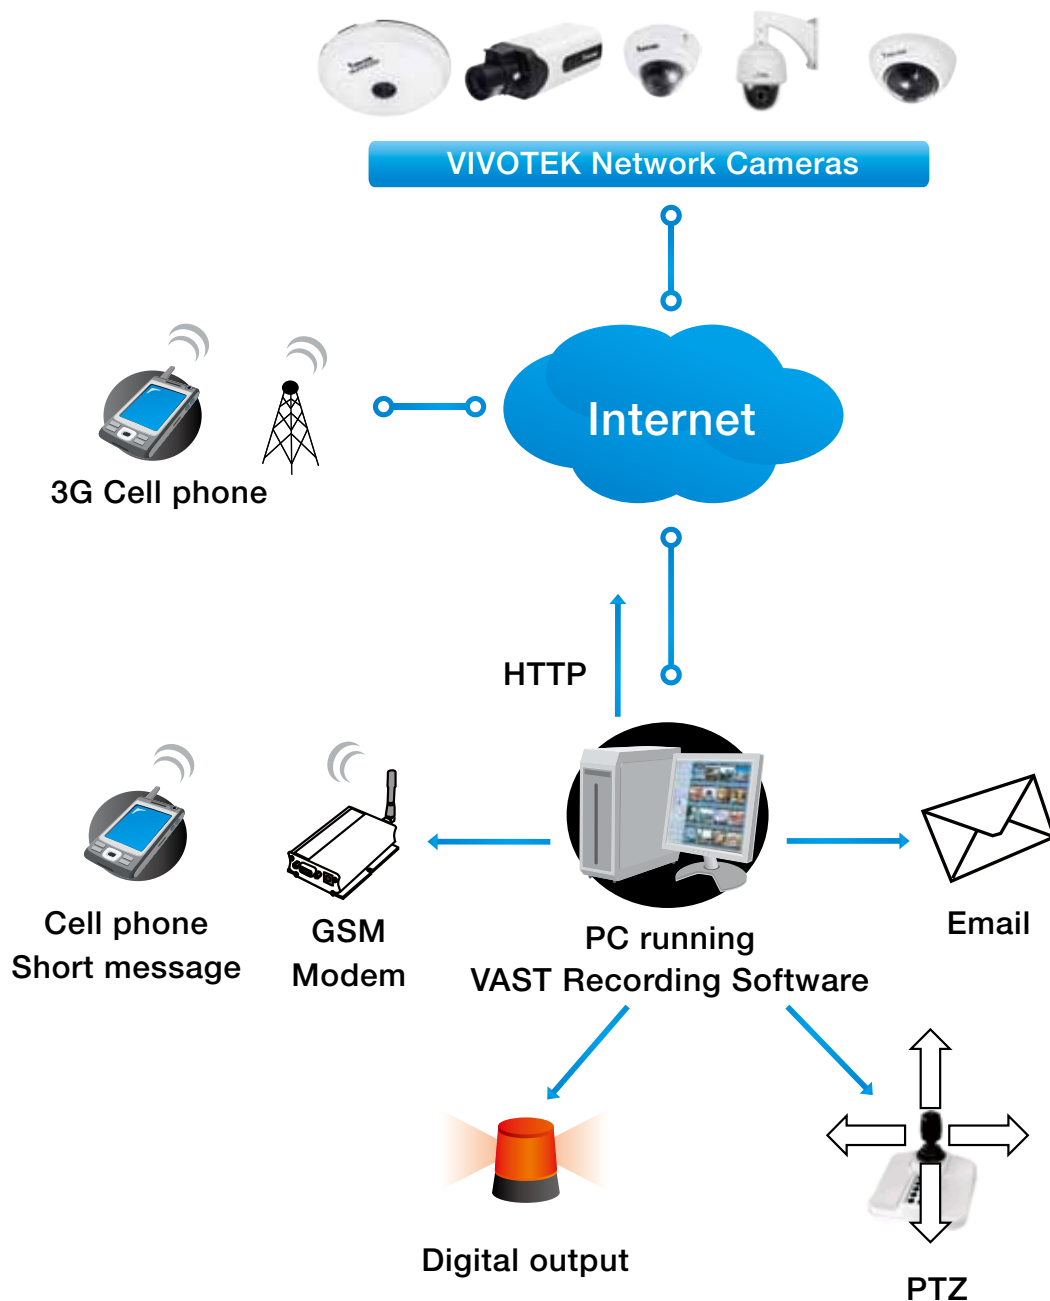 VIVOTEK Network Cameras
Internet
3G Cell phone
HTTP
Cell phone
Short message
GSM
Modem
PC running
VAST Recording Software
Email
Digital output
PTZ